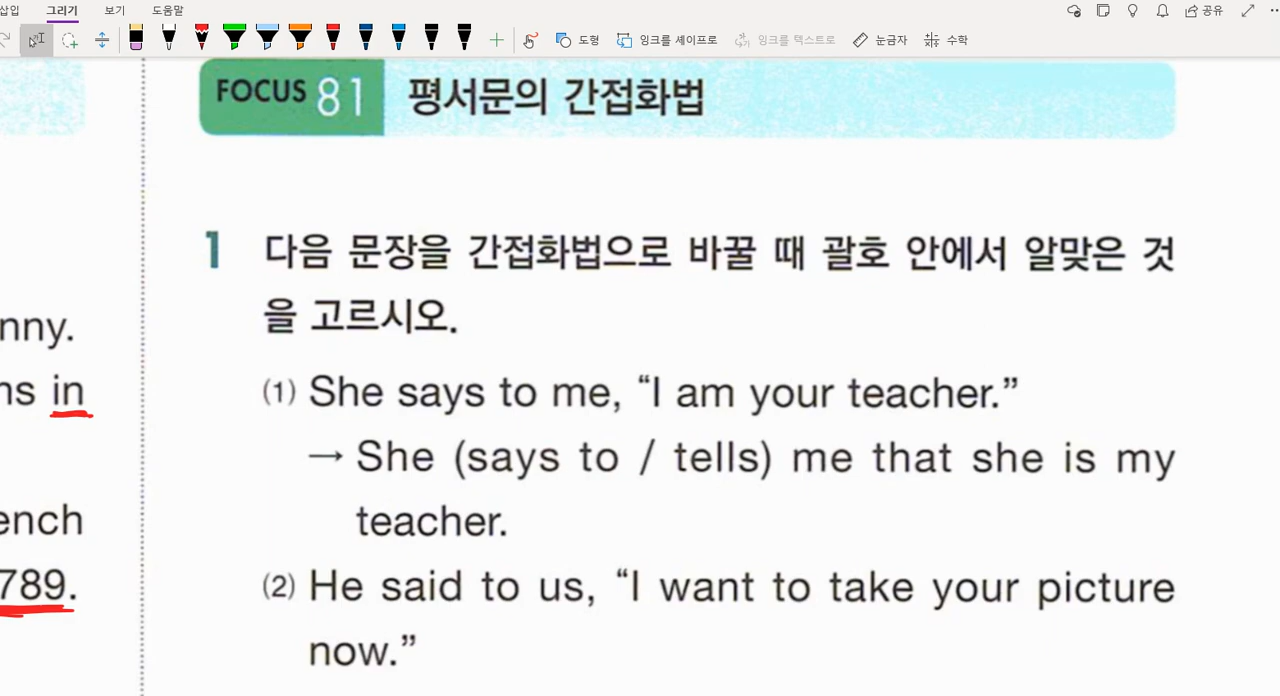 삽입 그리기 보기 도움말 공유
도형 잉크를 셰이프로 잉크를 텍스트로 눈금자 수학
FOCUS 81 평서문의 간접화법
1 다음 문장을 간접화법으로 바꿀 때 괄호 안에서 알맞은 것
을 고르시오.
nny.
(1) She says to me, “I am your teacher.”
ns in
→ She (says to / tells) me that she is my
teacher.
ench
(2) He said to us, “I want to take your picture
789.
now.”